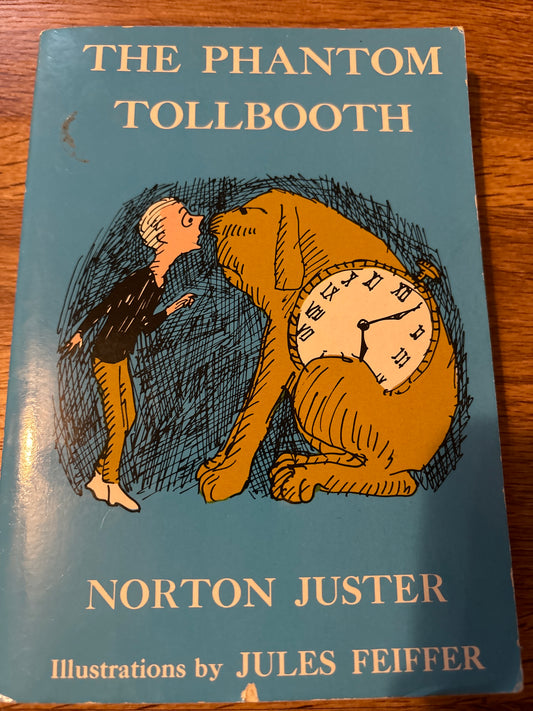 THE PHANTOM
TOLLBOOTH
NORTON JUSTER
Illustrations by JULES FEIFFER